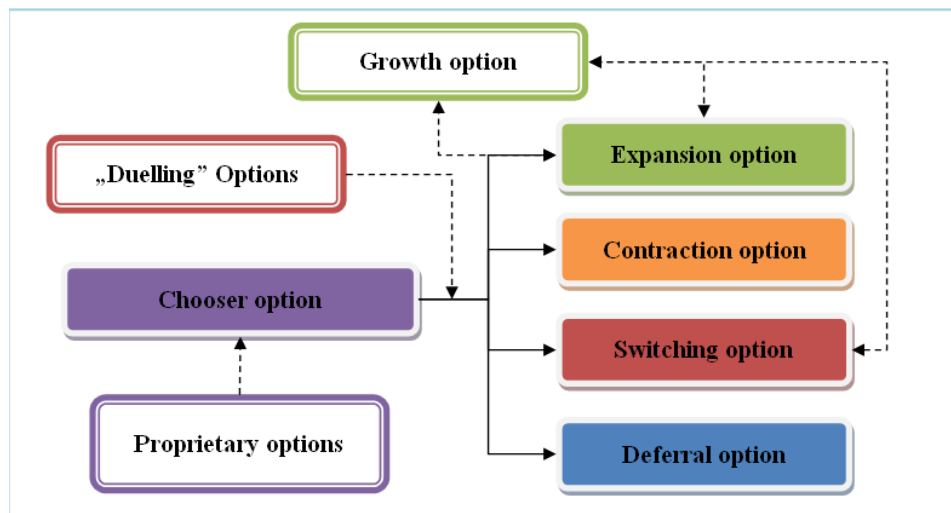 Growth option
Expansion option
„Duelling” Options
Contraction option
Chooser option
Switching option
Proprietary options
Deferral option